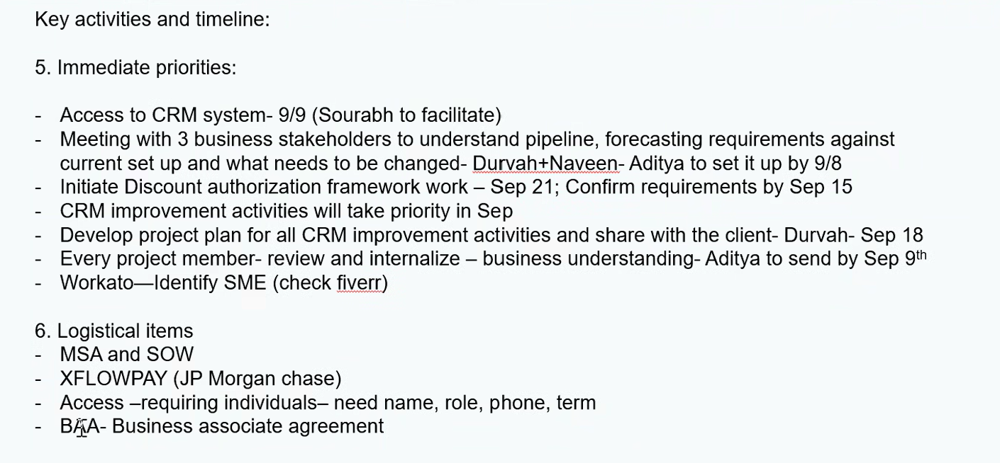 Key activities and timeline:
5. Immediate priorities:
- Access to CRM system- 9/9 (Sourabh to facilitate)
- Meeting with 3 business stakeholders to understand pipeline, forecasting requirements against
current set up and what needs to be changed- Durvah+Naveen- Aditya to set it up by 9/8
- Initiate Discount authorization framework work – Sep 21; Confirm requirements by Sep 15
- CRM improvement activities will take priority in Sep
- Develop project plan for all CRM improvement activities and share with the client- Durvah- Sep 18
- Every project member- review and internalize – business understanding- Aditya to send by Sep 9th
- Workato—Identify SME (check fiverr)
6. Logistical items
- MSA and SOW
- XFLOWPAY (JP Morgan chase)
- Access –requiring individuals– need name, role, phone, term
- BAA- Business associate agreement